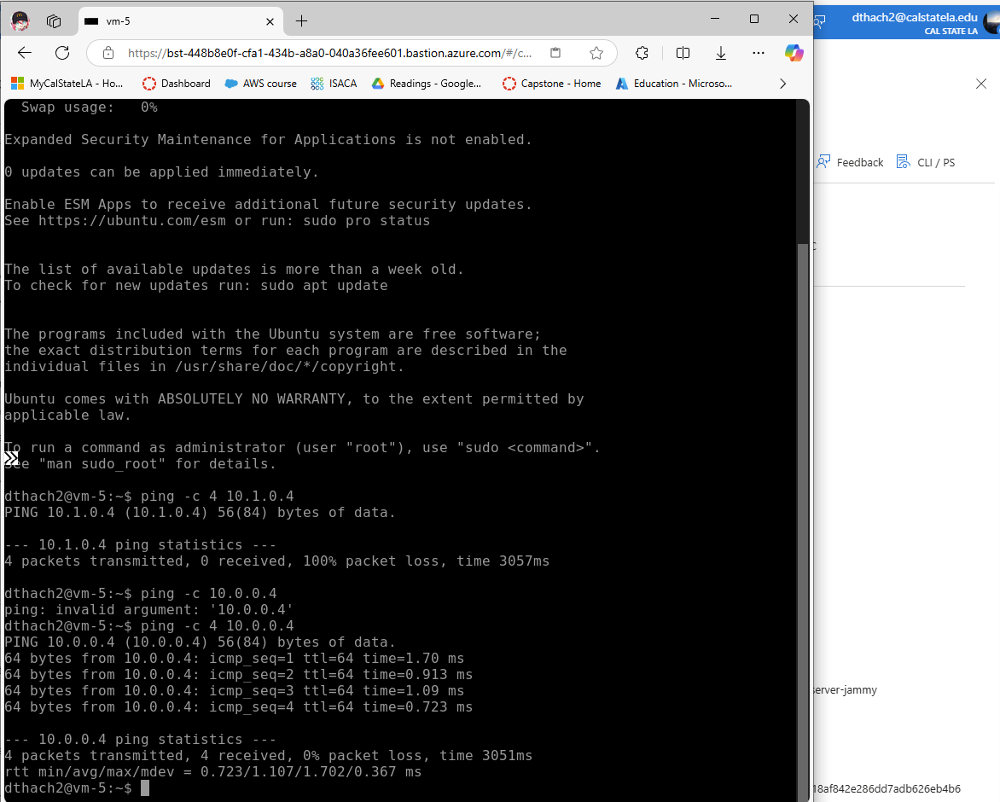 vm-5
dthach2@calstatela.edu
CAL STATE LA
https://bst-448b8e0f-cfa1-434b-a8a0-040a36fee601.bastion.azure.com/#/c...
MyCalStateLA - Ho...
Dashboard
AWS course
ISACA
Readings - Google...
Capstone - Home
Education - Microso...
Feedback
CLI / PS
Swap usage:   0%
Expanded Security Maintenance for Applications is not enabled.
0 updates can be applied immediately.
Enable ESM Apps to receive additional future security updates.
See https://ubuntu.com/esm or run: sudo pro status
The list of available updates is more than a week old.
To check for new updates run: sudo apt update
The programs included with the Ubuntu system are free software;
the exact distribution terms for each program are described in the
individual files in /usr/share/doc/*/copyright.
Ubuntu comes with ABSOLUTELY NO WARRANTY, to the extent permitted by
applicable law.
To run a command as administrator (user "root"), use "sudo <command>".
See "man sudo_root" for details.
dthach2@vm-5:~$ ping -c 4 10.1.0.4
PING 10.1.0.4 (10.1.0.4) 56(84) bytes of data.
--- 10.1.0.4 ping statistics ---
4 packets transmitted, 0 received, 100% packet loss, time 3057ms
dthach2@vm-5:~$ ping -c 10.0.0.4
ping: invalid argument: '10.0.0.4'
dthach2@vm-5:~$ ping -c 4 10.0.0.4
PING 10.0.0.4 (10.0.0.4) 56(84) bytes of data.
64 bytes from 10.0.0.4: icmp_seq=1 ttl=64 time=1.70 ms
64 bytes from 10.0.0.4: icmp_seq=2 ttl=64 time=0.913 ms
64 bytes from 10.0.0.4: icmp_seq=3 ttl=64 time=1.09 ms
64 bytes from 10.0.0.4: icmp_seq=4 ttl=64 time=0.723 ms
--- 10.0.0.4 ping statistics ---
4 packets transmitted, 4 received, 0% packet loss, time 3051ms
rtt min/avg/max/mdev = 0.723/1.107/1.702/0.367 ms
dthach2@vm-5:~$
server-jammy
18af842e286dd7adb626eb4b6